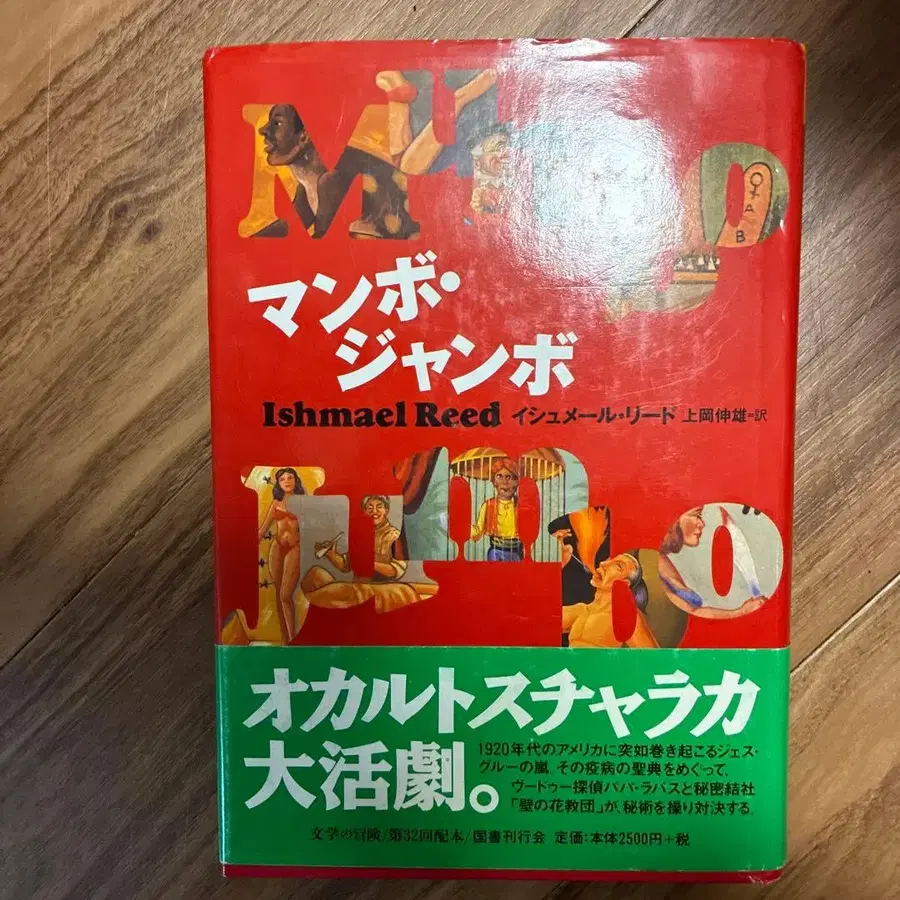 Mumbo
マンボ・
ジャンボ
Ishmael Reed イシュメール・リード 上岡伸雄=訳
Jumbo
オカルトスチャラカ
大活劇。
1920年代のアメリカに突如巻き起こるジェス・
グルーの嵐。その疫病の聖典をめぐって、
ヴードゥー探偵パパ・ラバスと秘密結社
「壁の花教団」が、秘術を操り対決する。
文学の冒険/第32回配本/国書刊行会 定価:本体2500円+税